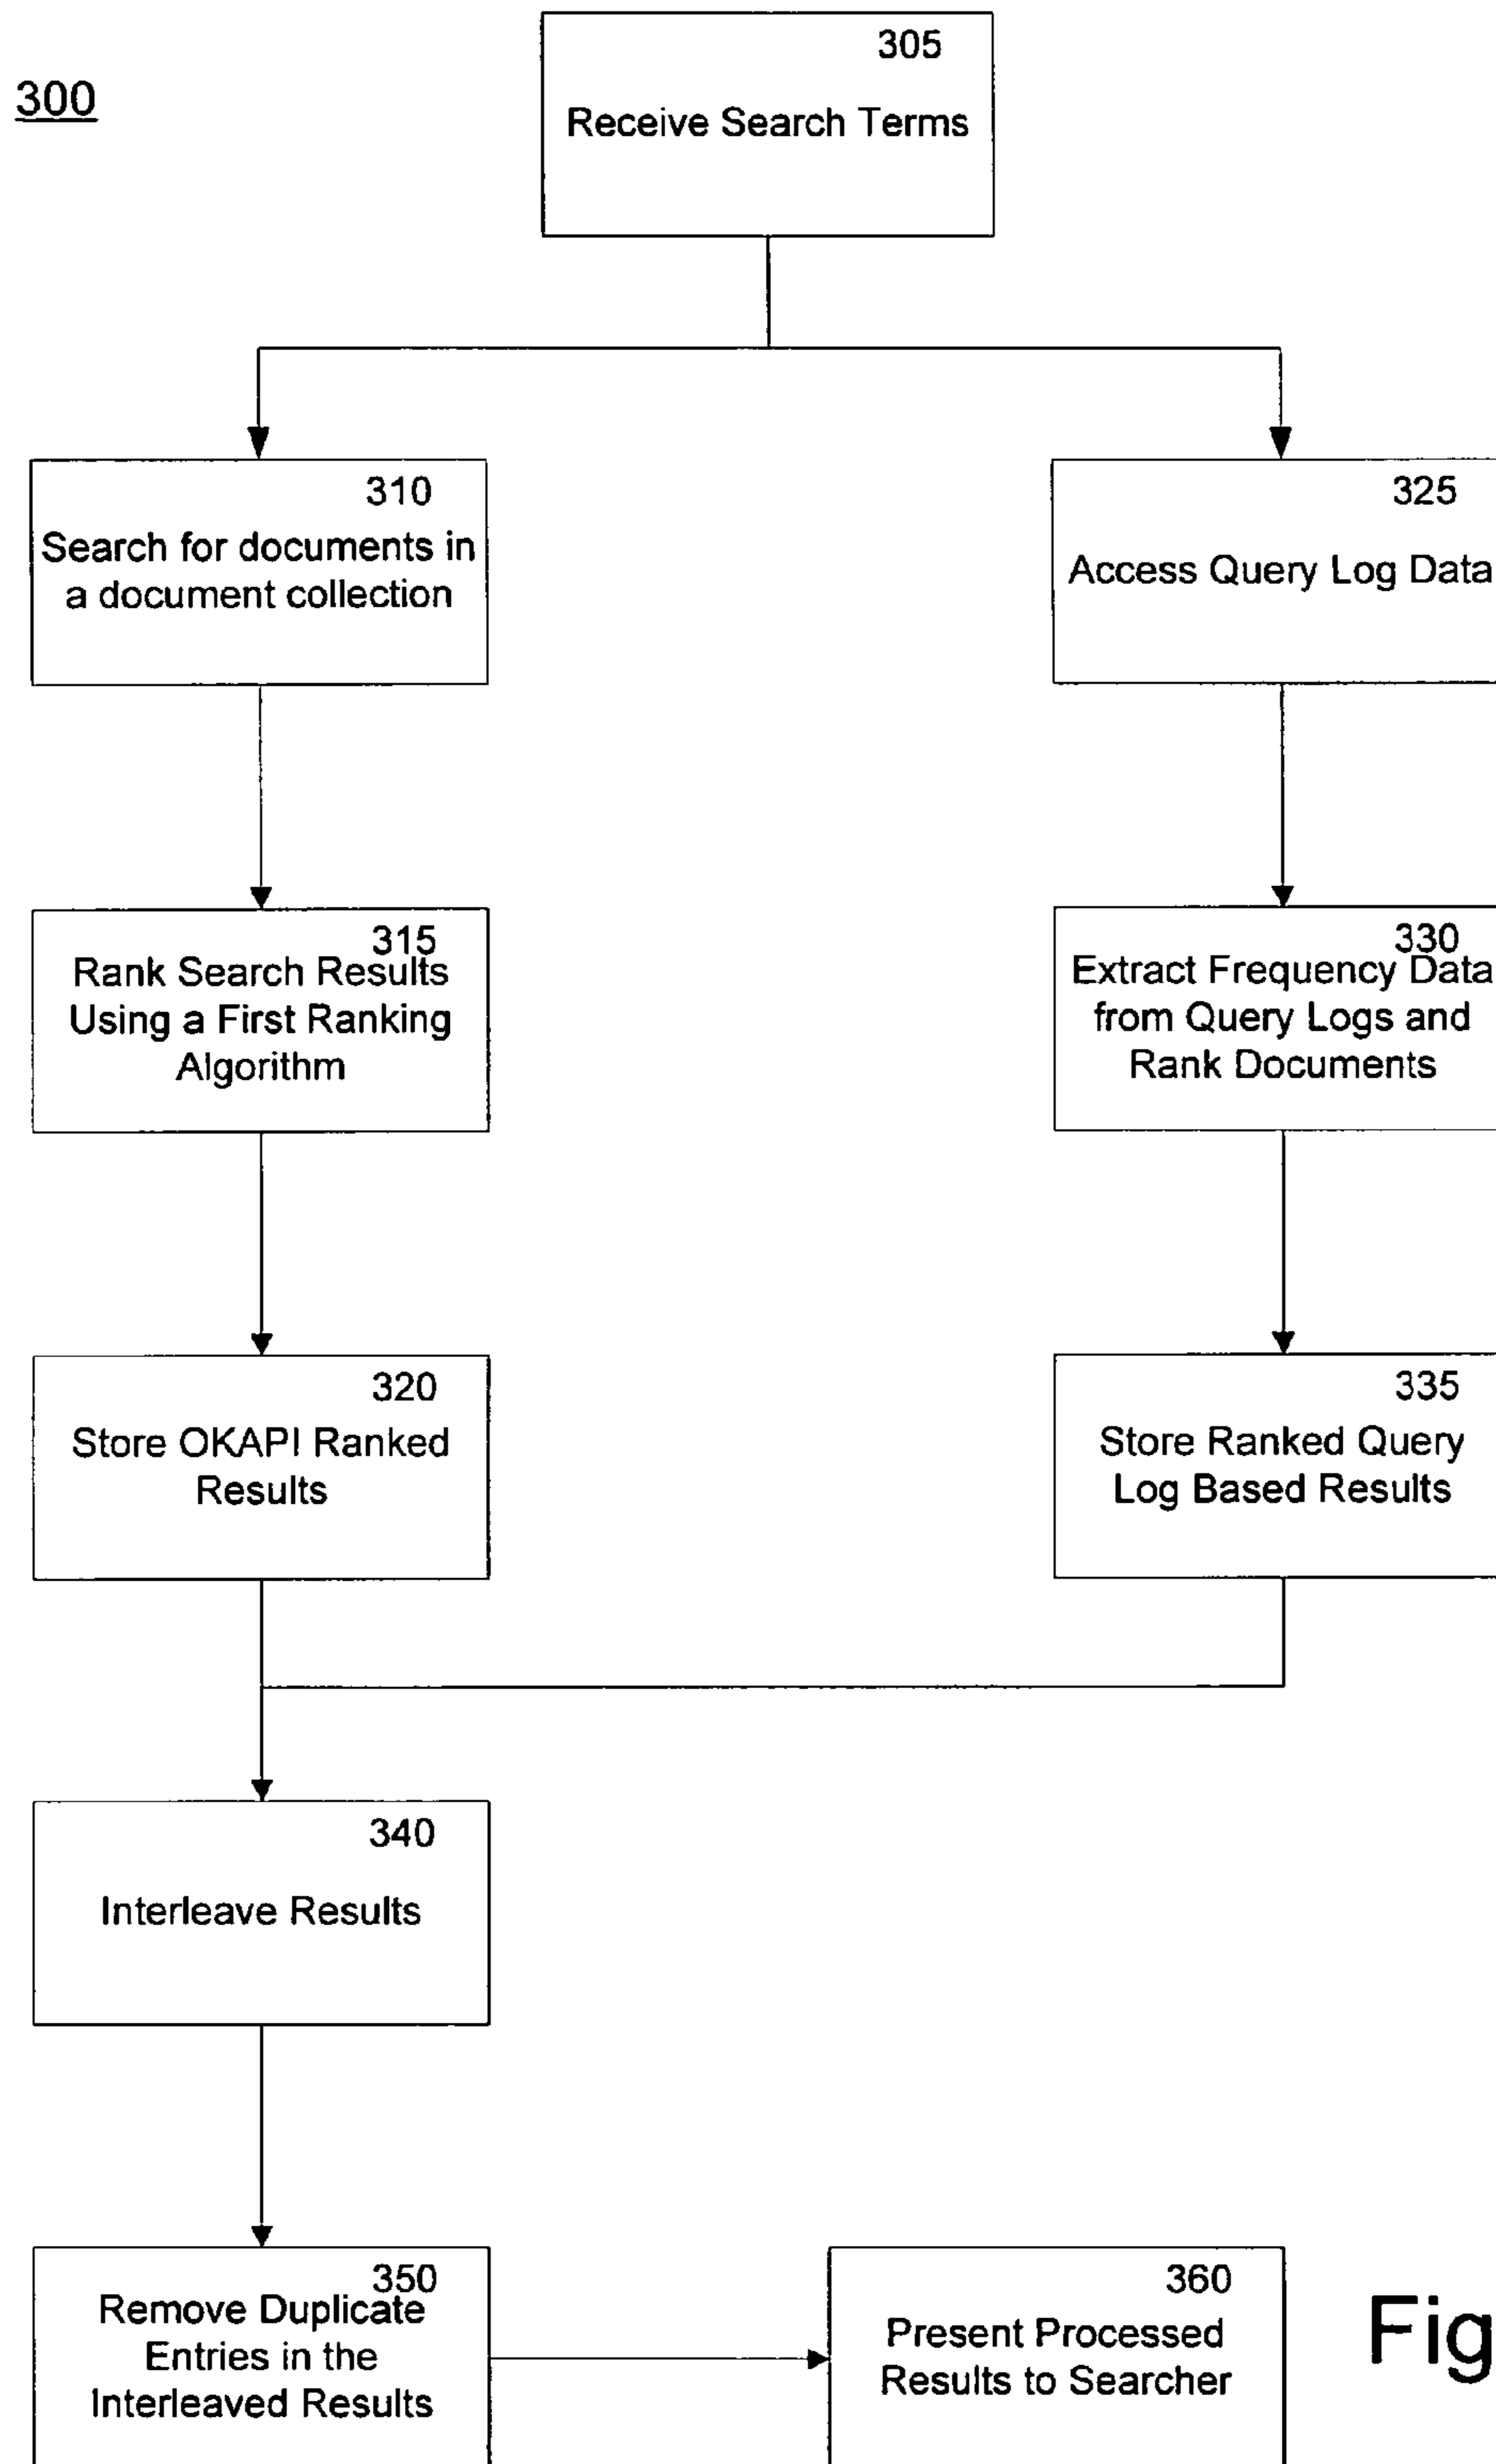 300
305
Receive Search Terms
310
Search for documents in
a document collection
325
Access Query Log Data
315
Rank Search Results
Using a First Ranking
Algorithm
330
Extract Frequency Data
from Query Logs and
Rank Documents
320
Store OKAPI Ranked
Results
335
Store Ranked Query
Log Based Results
340
Interleave Results
350
Remove Duplicate
Entries in the
Interleaved Results
360
Present Processed
Results to Searcher
Fig